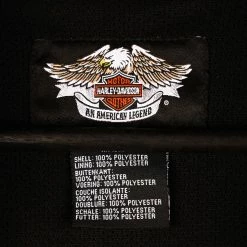 MOTOR
HARLEY-DAVIDSON
CLOTHES
AN AMERICAN LEGEND
®
SHELL: 100% POLYESTER
LINING: 100% POLYESTER
BUITENKANT:
100% POLYESTER
VOERING: 100% POLYESTER
COUCHE ISOLANTE:
100% POLYESTER
DOUBLURE: 100% POLYESTER
SCHALE: 100% POLYESTER
FUTTER: 100% POLYESTER